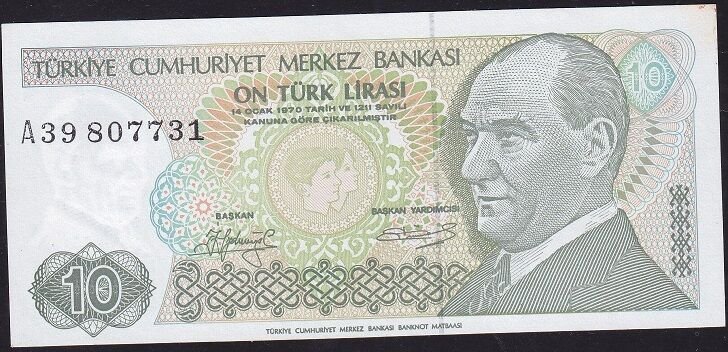 TÜRKİYE CUMHURİYET MERKEZ BANKASI
10
ON TÜRK LİRASI
14 OCAK 1970 TARİH VE 1211 SAYILI
KANUNA GÖRE ÇIKARILMIŞTIR
A39 807731
BAŞKAN
BAŞKAN YARDIMCISI
10
TÜRKİYE CUMHURİYET MERKEZ BANKASI BANKNOT MATBAASI